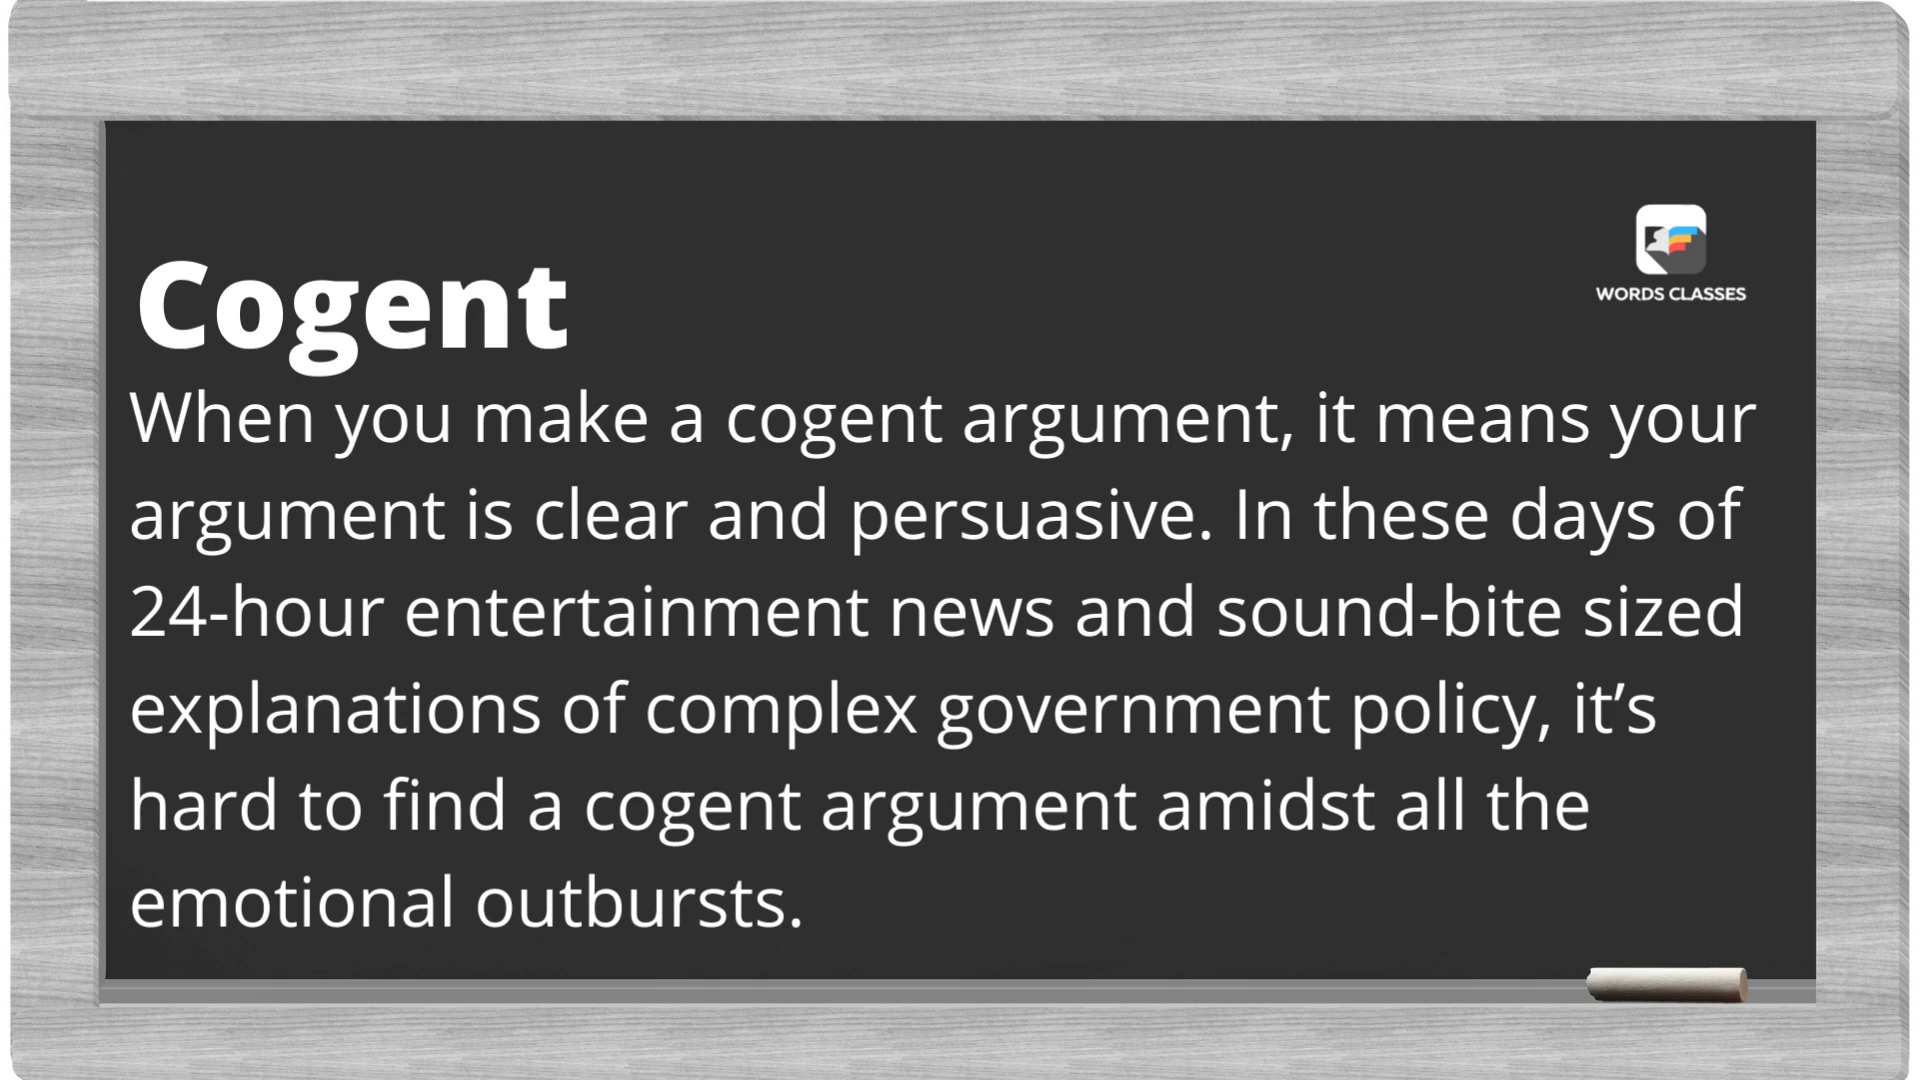 Cogent
WORDS CLASSES
When you make a cogent argument, it means your
argument is clear and persuasive. In these days of
24-hour entertainment news and sound-bite sized
explanations of complex government policy, it’s
hard to find a cogent argument amidst all the
emotional outbursts.